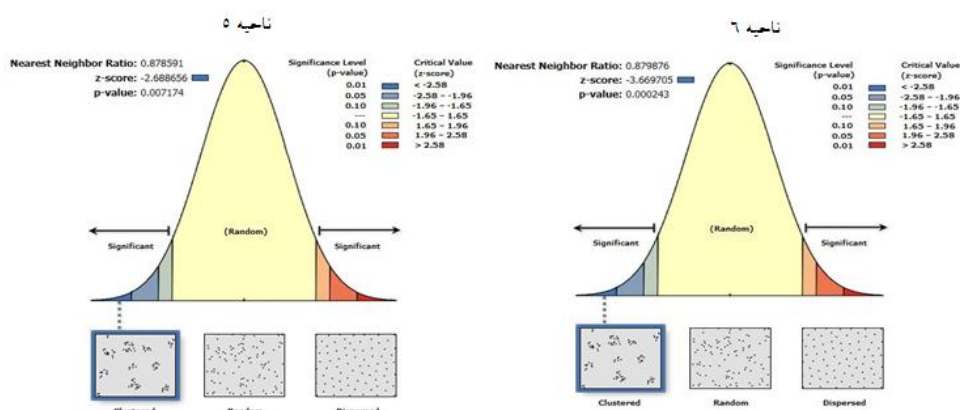 ناحیه ٥
Nearest Neighbor Ratio: 0.878591
z-score: -2.688656
p-value: 0.007174
Significance Level
(p-value)
Critical Value
(z-score)
0.01 < -2.58
0.05 -2.58 – -1.96
0.10 -1.96 – -1.65
--- -1.65 – 1.65
0.10 1.65 – 1.96
0.05 1.96 – 2.58
0.01 > 2.58
Significant
(Random)
Significant
Clustered
Random
Dispersed
ناحیه ٦
Nearest Neighbor Ratio: 0.879876
z-score: -3.669705
p-value: 0.000243
Significance Level
(p-value)
Critical Value
(z-score)
0.01 < -2.58
0.05 -2.58 – -1.96
0.10 -1.96 – -1.65
--- -1.65 – 1.65
0.10 1.65 – 1.96
0.05 1.96 – 2.58
0.01 > 2.58
Significant
(Random)
Significant
Clustered
Random
Dispersed